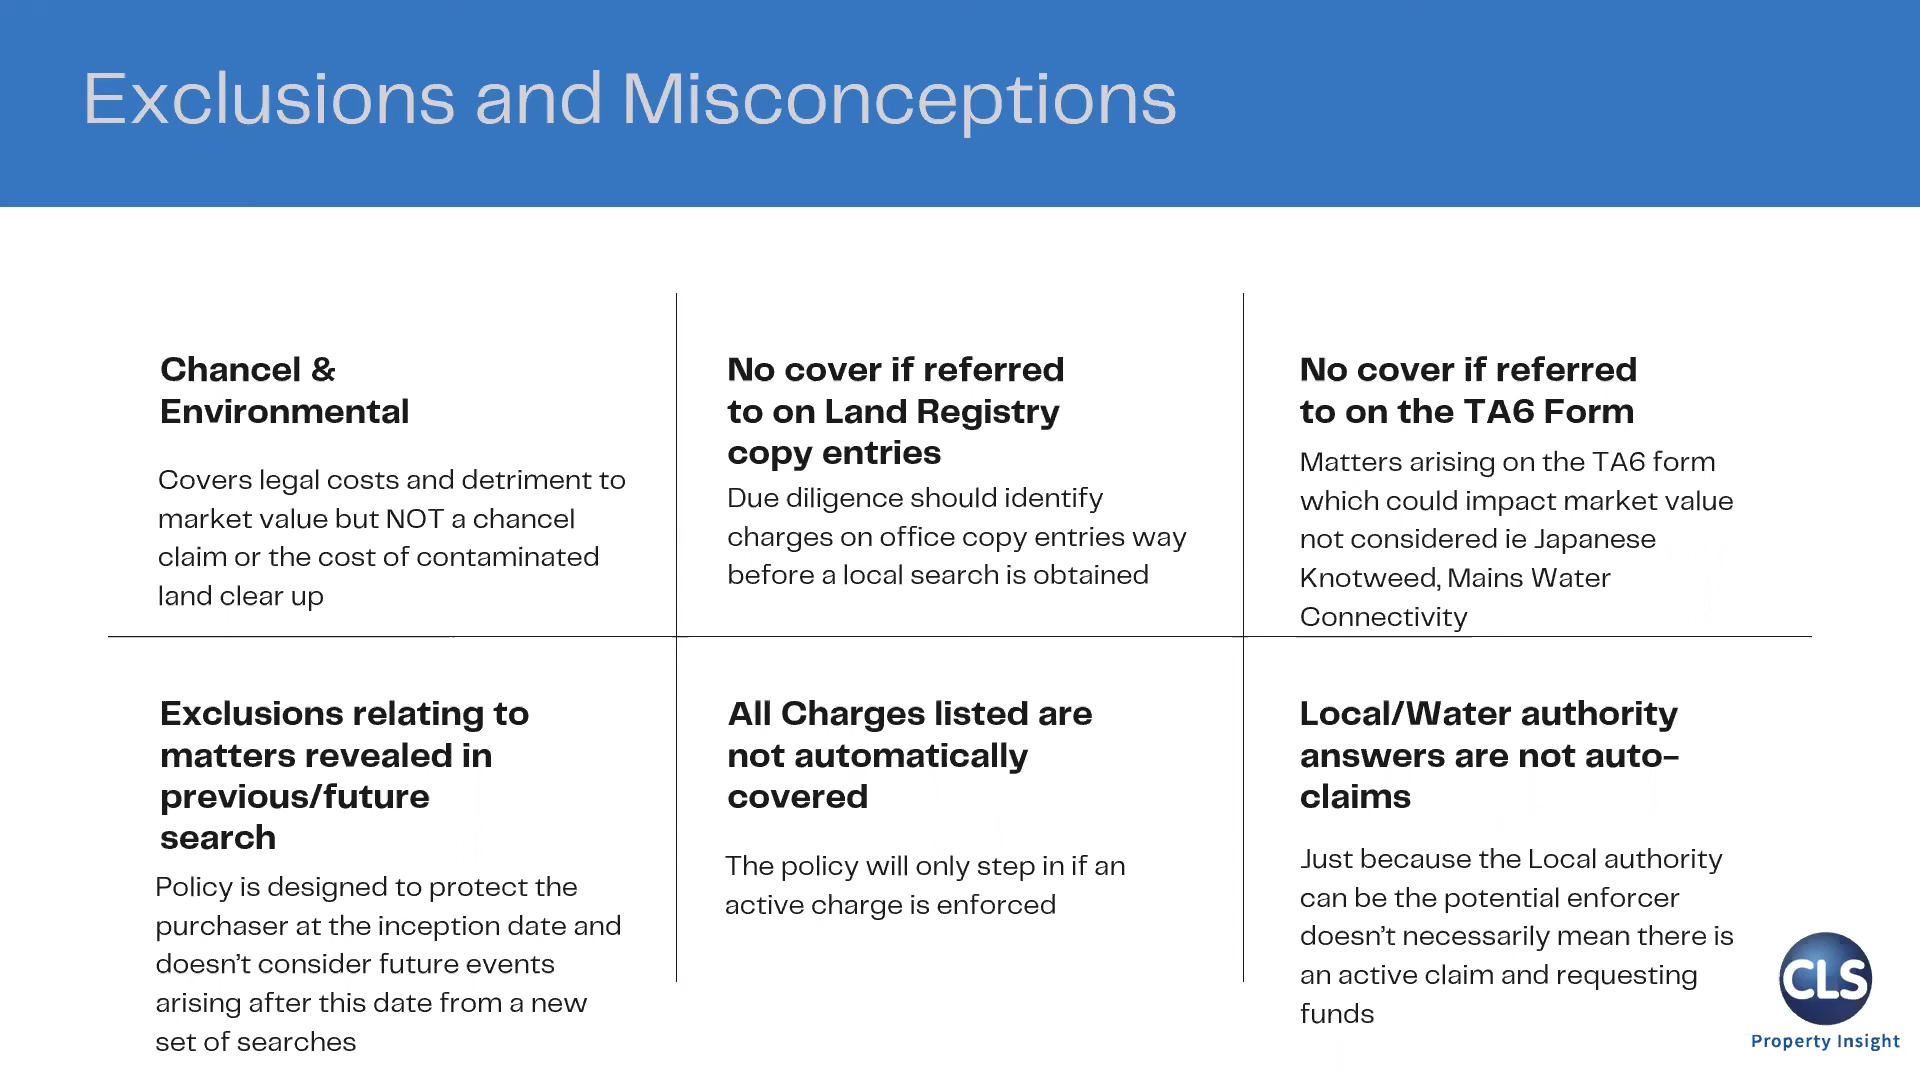 Exclusions and Misconceptions
Chancel &
Environmental
Covers legal costs and detriment to
market value but NOT a chancel
claim or the cost of contaminated
land clear up
No cover if referred
to on Land Registry
copy entries
Due diligence should identify
charges on office copy entries way
before a local search is obtained
No cover if referred
to on the TA6 Form
Matters arising on the TA6 form
which could impact market value
not considered ie Japanese
Knotweed, Mains Water
Connectivity
Exclusions relating to
matters revealed in
previous/future
search
Policy is designed to protect the
purchaser at the inception date and
doesn’t consider future events
arising after this date from a new
set of searches
All Charges listed are
not automatically
covered
The policy will only step in if an
active charge is enforced
Local/Water authority
answers are not auto-
claims
Just because the Local authority
can be the potential enforcer
doesn’t necessarily mean there is
an active claim and requesting
funds
CLS
Property Insight